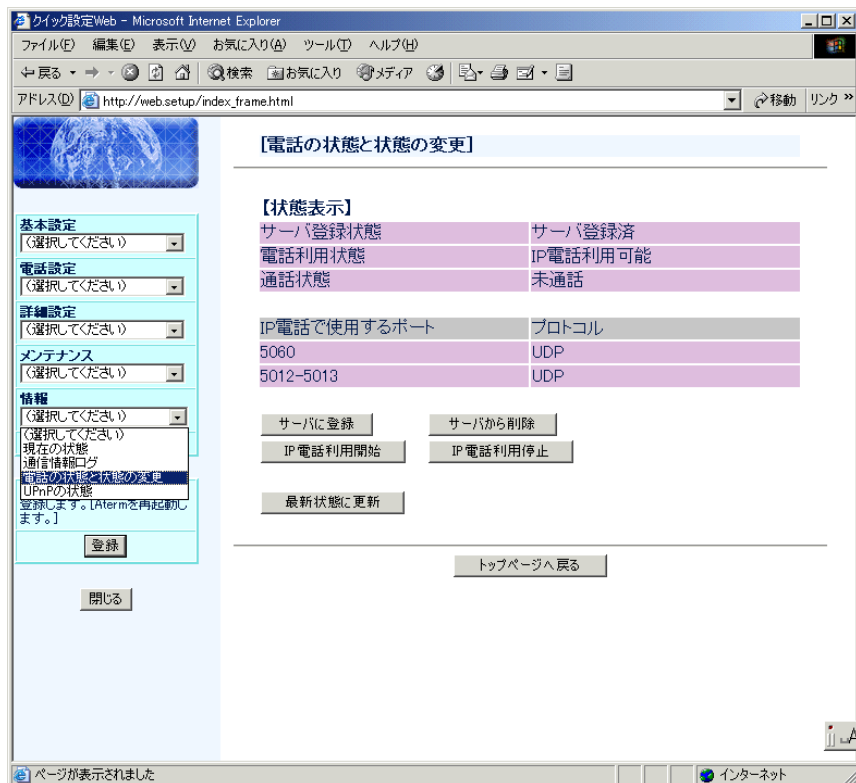 クイック設定Web - Microsoft Internet Explorer
ファイル(F) 編集(E) 表示(V) お気に入り(A) ツール(T) ヘルプ(H)
戻る 検索 お気に入り メディア
アドレス(D) http://web.setup/index_frame.html 移動 リンク »
[電話の状態と状態の変更]
【状態表示】
サーバ登録状態 サーバ登録済
電話利用状態 IP電話利用可能
通話状態 未通話
IP電話で使用するポート プロトコル
5060 UDP
5012-5013 UDP
サーバに登録 サーバから削除
IP電話利用開始 IP電話利用停止
最新状態に更新
トップページへ戻る
基本設定
(選択してください)
電話設定
(選択してください)
詳細設定
(選択してください)
メンテナンス
(選択してください)
情報
(選択してください)
(選択してください)
現在の状態
通信情報ログ
電話の状態と状態の変更
UPnPの状態
登録します。[Atermを再起動し
ます。]
登録
閉じる
ページが表示されました インターネット